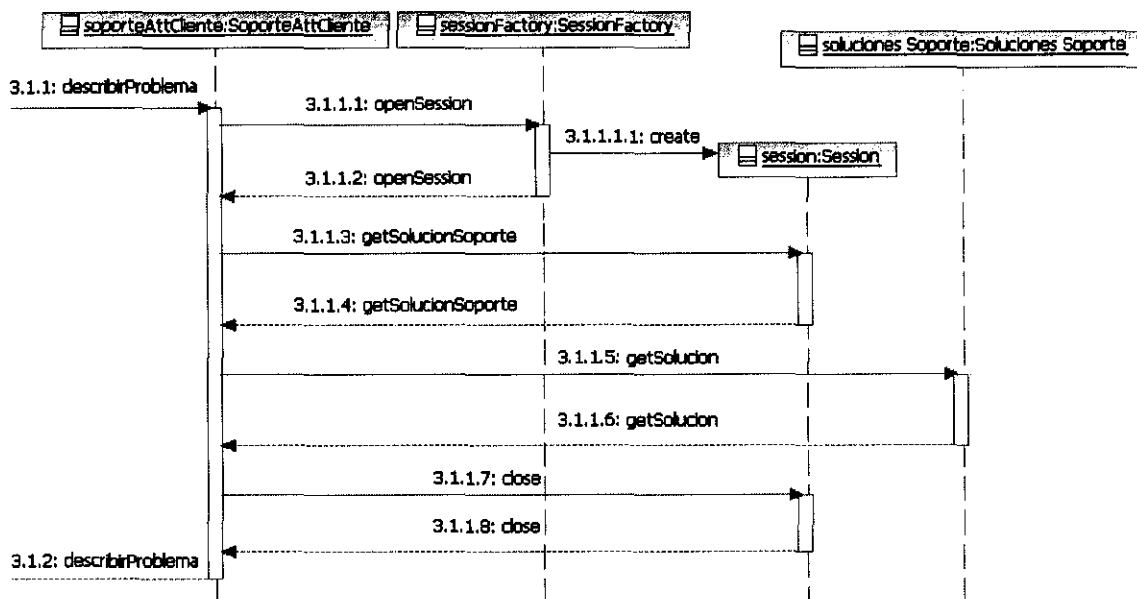 soporteAttCliente:SoporteAttCliente
sessionFactory:SessionFactory
soluciones Soporte:Soluciones Soporte
3.1.1: describirProblema
3.1.1.1: openSession
3.1.1.1.1: create
session:Session
3.1.1.2: openSession
3.1.1.3: getSolucionSoporte
3.1.1.4: getSolucionSoporte
3.1.1.5: getSolucion
3.1.1.6: getSolucion
3.1.1.7: close
3.1.1.8: close
3.1.2: describirProblema